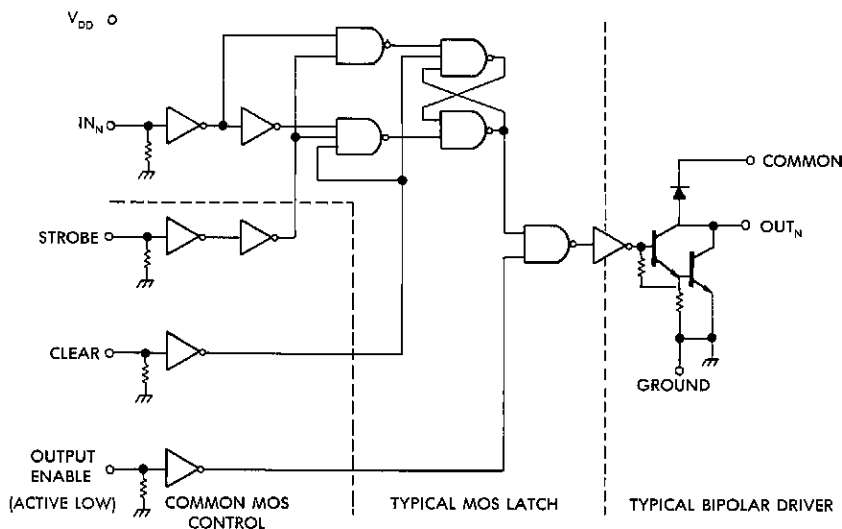 VDD
INN
COMMON
STROBE
OUTN
CLEAR
GROUND
OUTPUT
ENABLE
(ACTIVE LOW)
COMMON MOS
CONTROL
TYPICAL MOS LATCH
TYPICAL BIPOLAR DRIVER